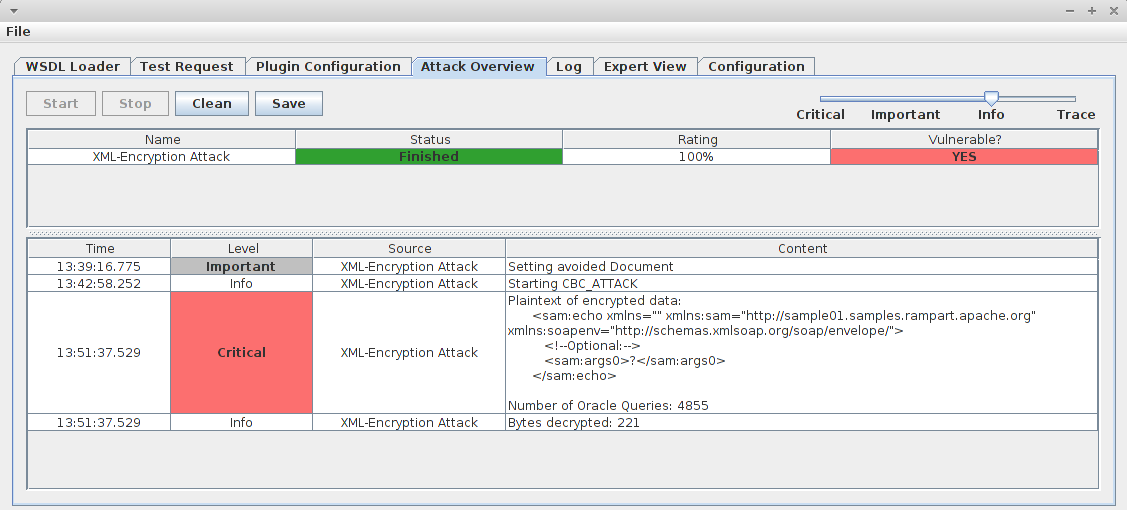 File
WSDL Loader Test Request Plugin Configuration Attack Overview Log Expert View Configuration
Start Stop Clean Save
Critical Important Info Trace
Name Status Rating Vulnerable?
XML-Encryption Attack Finished 100% YES
Time Level Source Content
13:39:16.775 Important XML-Encryption Attack Setting avoided Document
13:42:58.252 Info XML-Encryption Attack Starting CBC_ATTACK
Plaintext of encrypted data:
<sam:echo xmlns="" xmlns:sam="http://sample01.samples.rampart.apache.org"
xmlns:soapenv="http://schemas.xmlsoap.org/soap/envelope/">
<!--Optional:-->
13:51:37.529 Critical XML-Encryption Attack <sam:args0>?</sam:args0>
</sam:echo>
Number of Oracle Queries: 4855
13:51:37.529 Info XML-Encryption Attack Bytes decrypted: 221